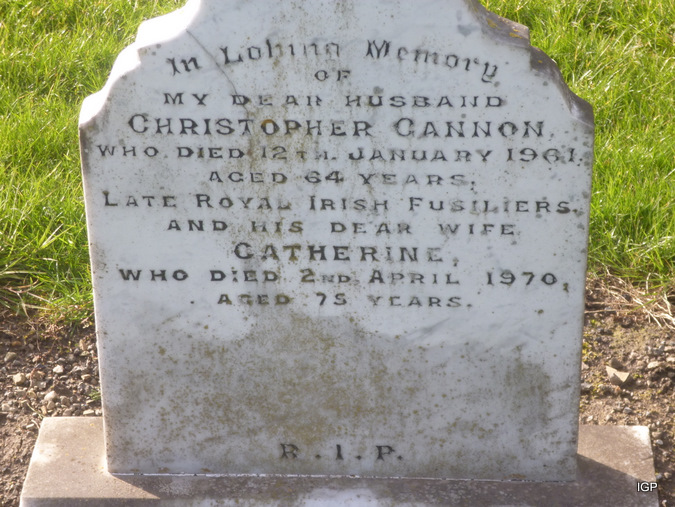 In Loving Memory
OF
MY DEAR HUSBAND
CHRISTOPHER CANNON
WHO DIED 12TH. JANUARY 1961.
AGED 64 YEARS,
LATE ROYAL IRISH FUSILIERS.
AND HIS DEAR WIFE
CATHERINE,
WHO DIED 2ND APRIL 1970,
AGED 75 YEARS.
R.I.P.
IGP